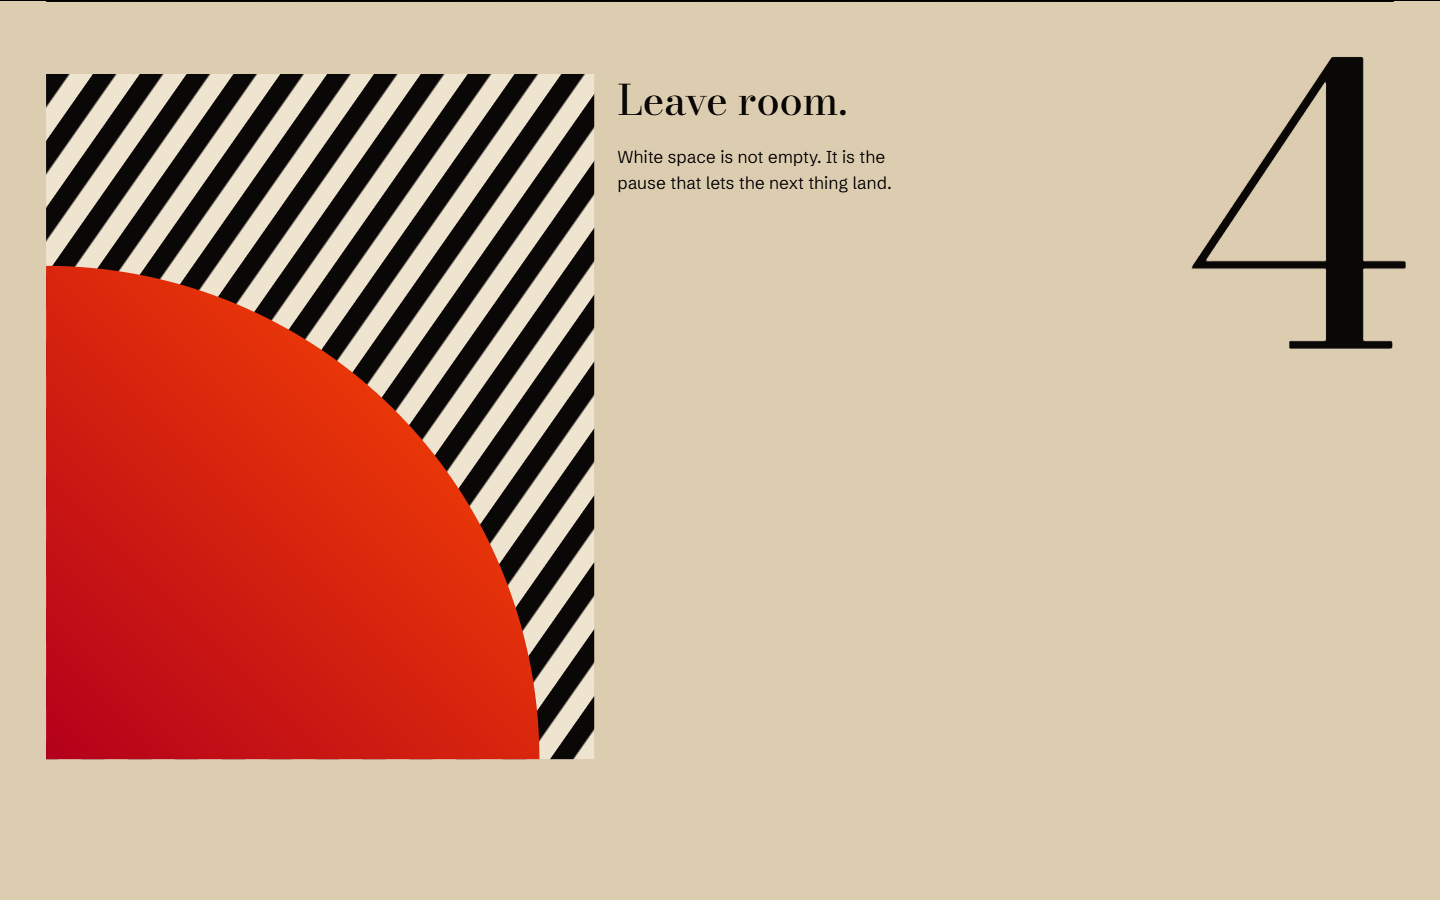 Leave room.
White space is not empty. It is the
pause that lets the next thing land.
4